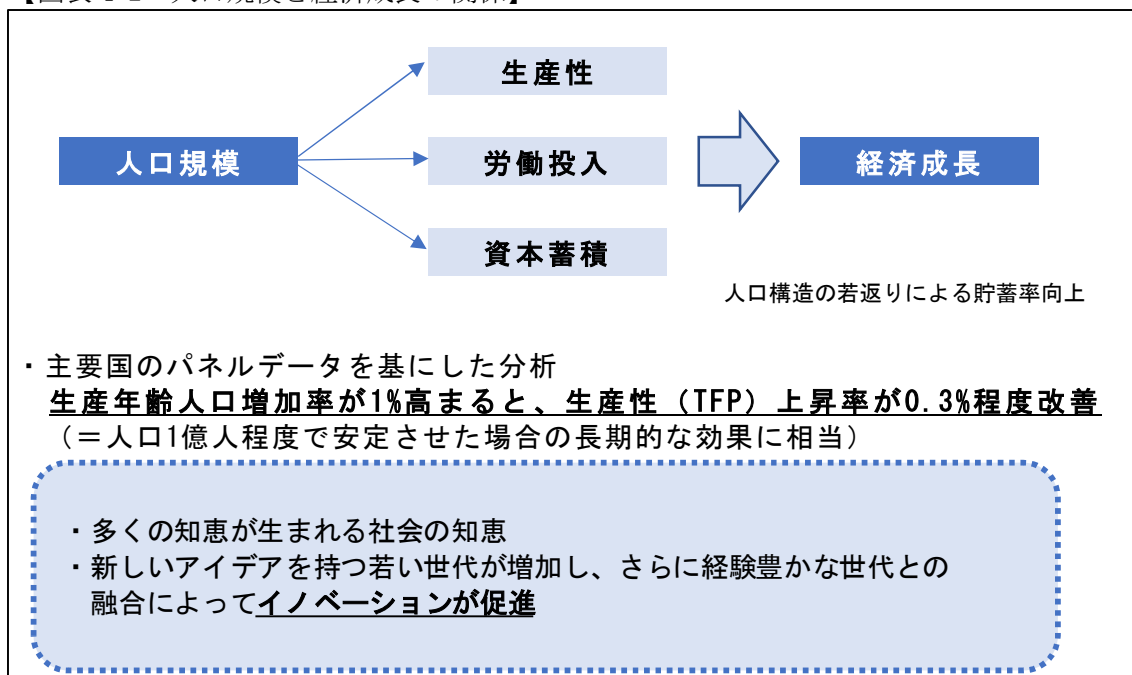 生産性
人口規模
労働投入
経済成長
資本蓄積
人口構造の若返りによる貯蓄率向上
・主要国のパネルデータを基にした分析
生産年齢人口増加率が1%高まると、生産性（TFP）上昇率が0.3%程度改善
（＝人口1億人程度で安定させた場合の長期的な効果に相当）
・多くの知恵が生まれる社会の知恵
・新しいアイデアを持つ若い世代が増加し、さらに経験豊かな世代との
融合によってイノベーションが促進